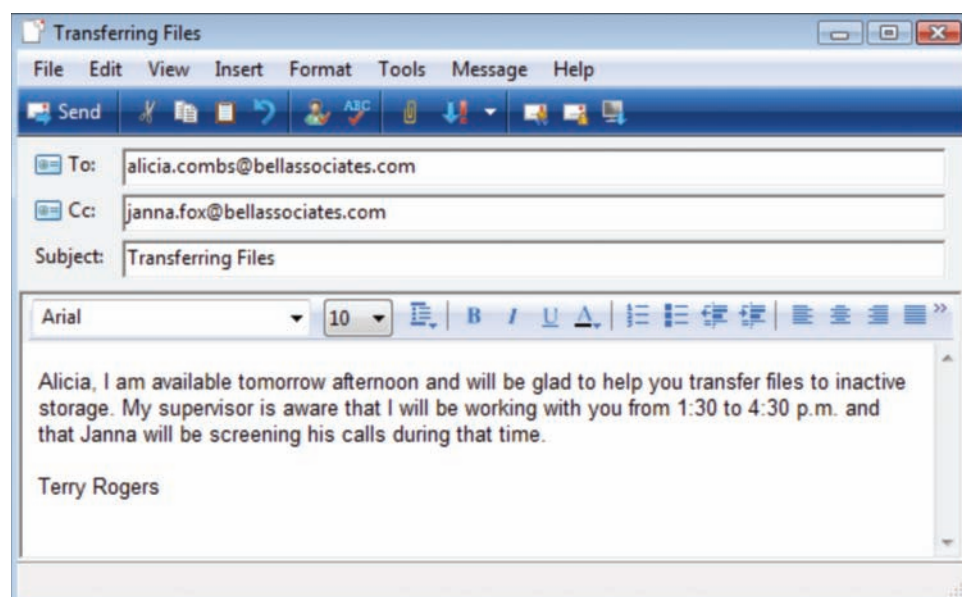 Transferring Files
File Edit View Insert Format Tools Message Help
Send ABC
To: alicia.combs@bellassociates.com
Cc: janna.fox@bellassociates.com
Subject: Transferring Files
Arial 10 B I U A
Alicia, I am available tomorrow afternoon and will be glad to help you transfer files to inactive
storage. My supervisor is aware that I will be working with you from 1:30 to 4:30 p.m. and
that Janna will be screening his calls during that time.
Terry Rogers